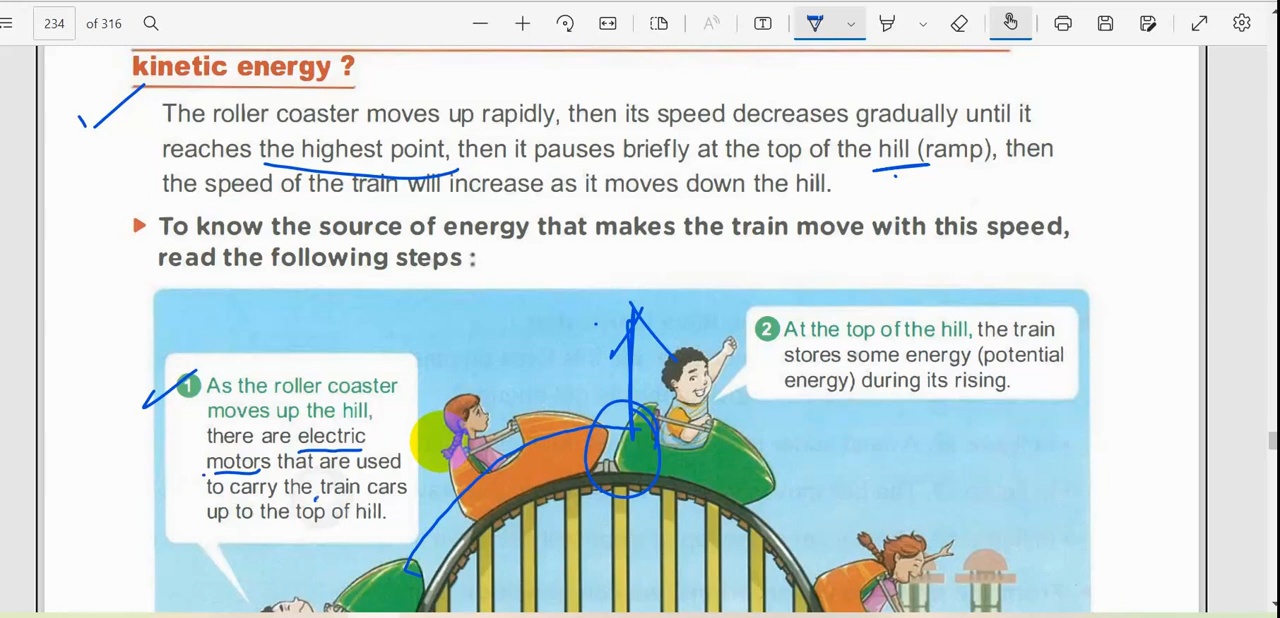 234 of 316
kinetic energy ?
The roller coaster moves up rapidly, then its speed decreases gradually until it
reaches the highest point, then it pauses briefly at the top of the hill (ramp), then
the speed of the train will increase as it moves down the hill.
To know the source of energy that makes the train move with this speed,
read the following steps :
1 As the roller coaster
moves up the hill,
there are electric
motors that are used
to carry the train cars
up to the top of hill.
2 At the top of the hill, the train
stores some energy (potential
energy) during its rising.